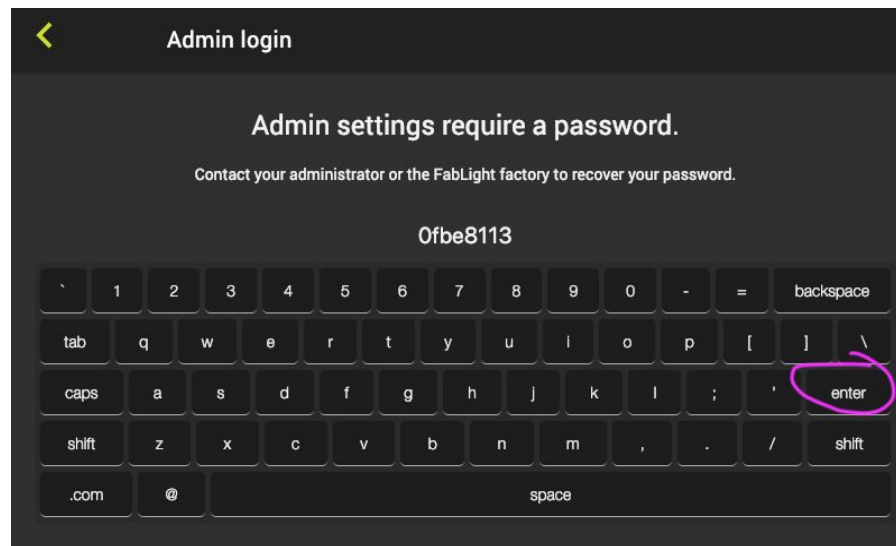 Admin login
Admin settings require a password.
Contact your administrator or the FabLight factory to recover your password.
0fbe8113
` 1 2 3 4 5 6 7 8 9 0 - = backspace
tab q w e r t y u i o p [ ] \
caps a s d f g h j k l ; ' enter
shift z x c v b n m , . / shift
.com @ space